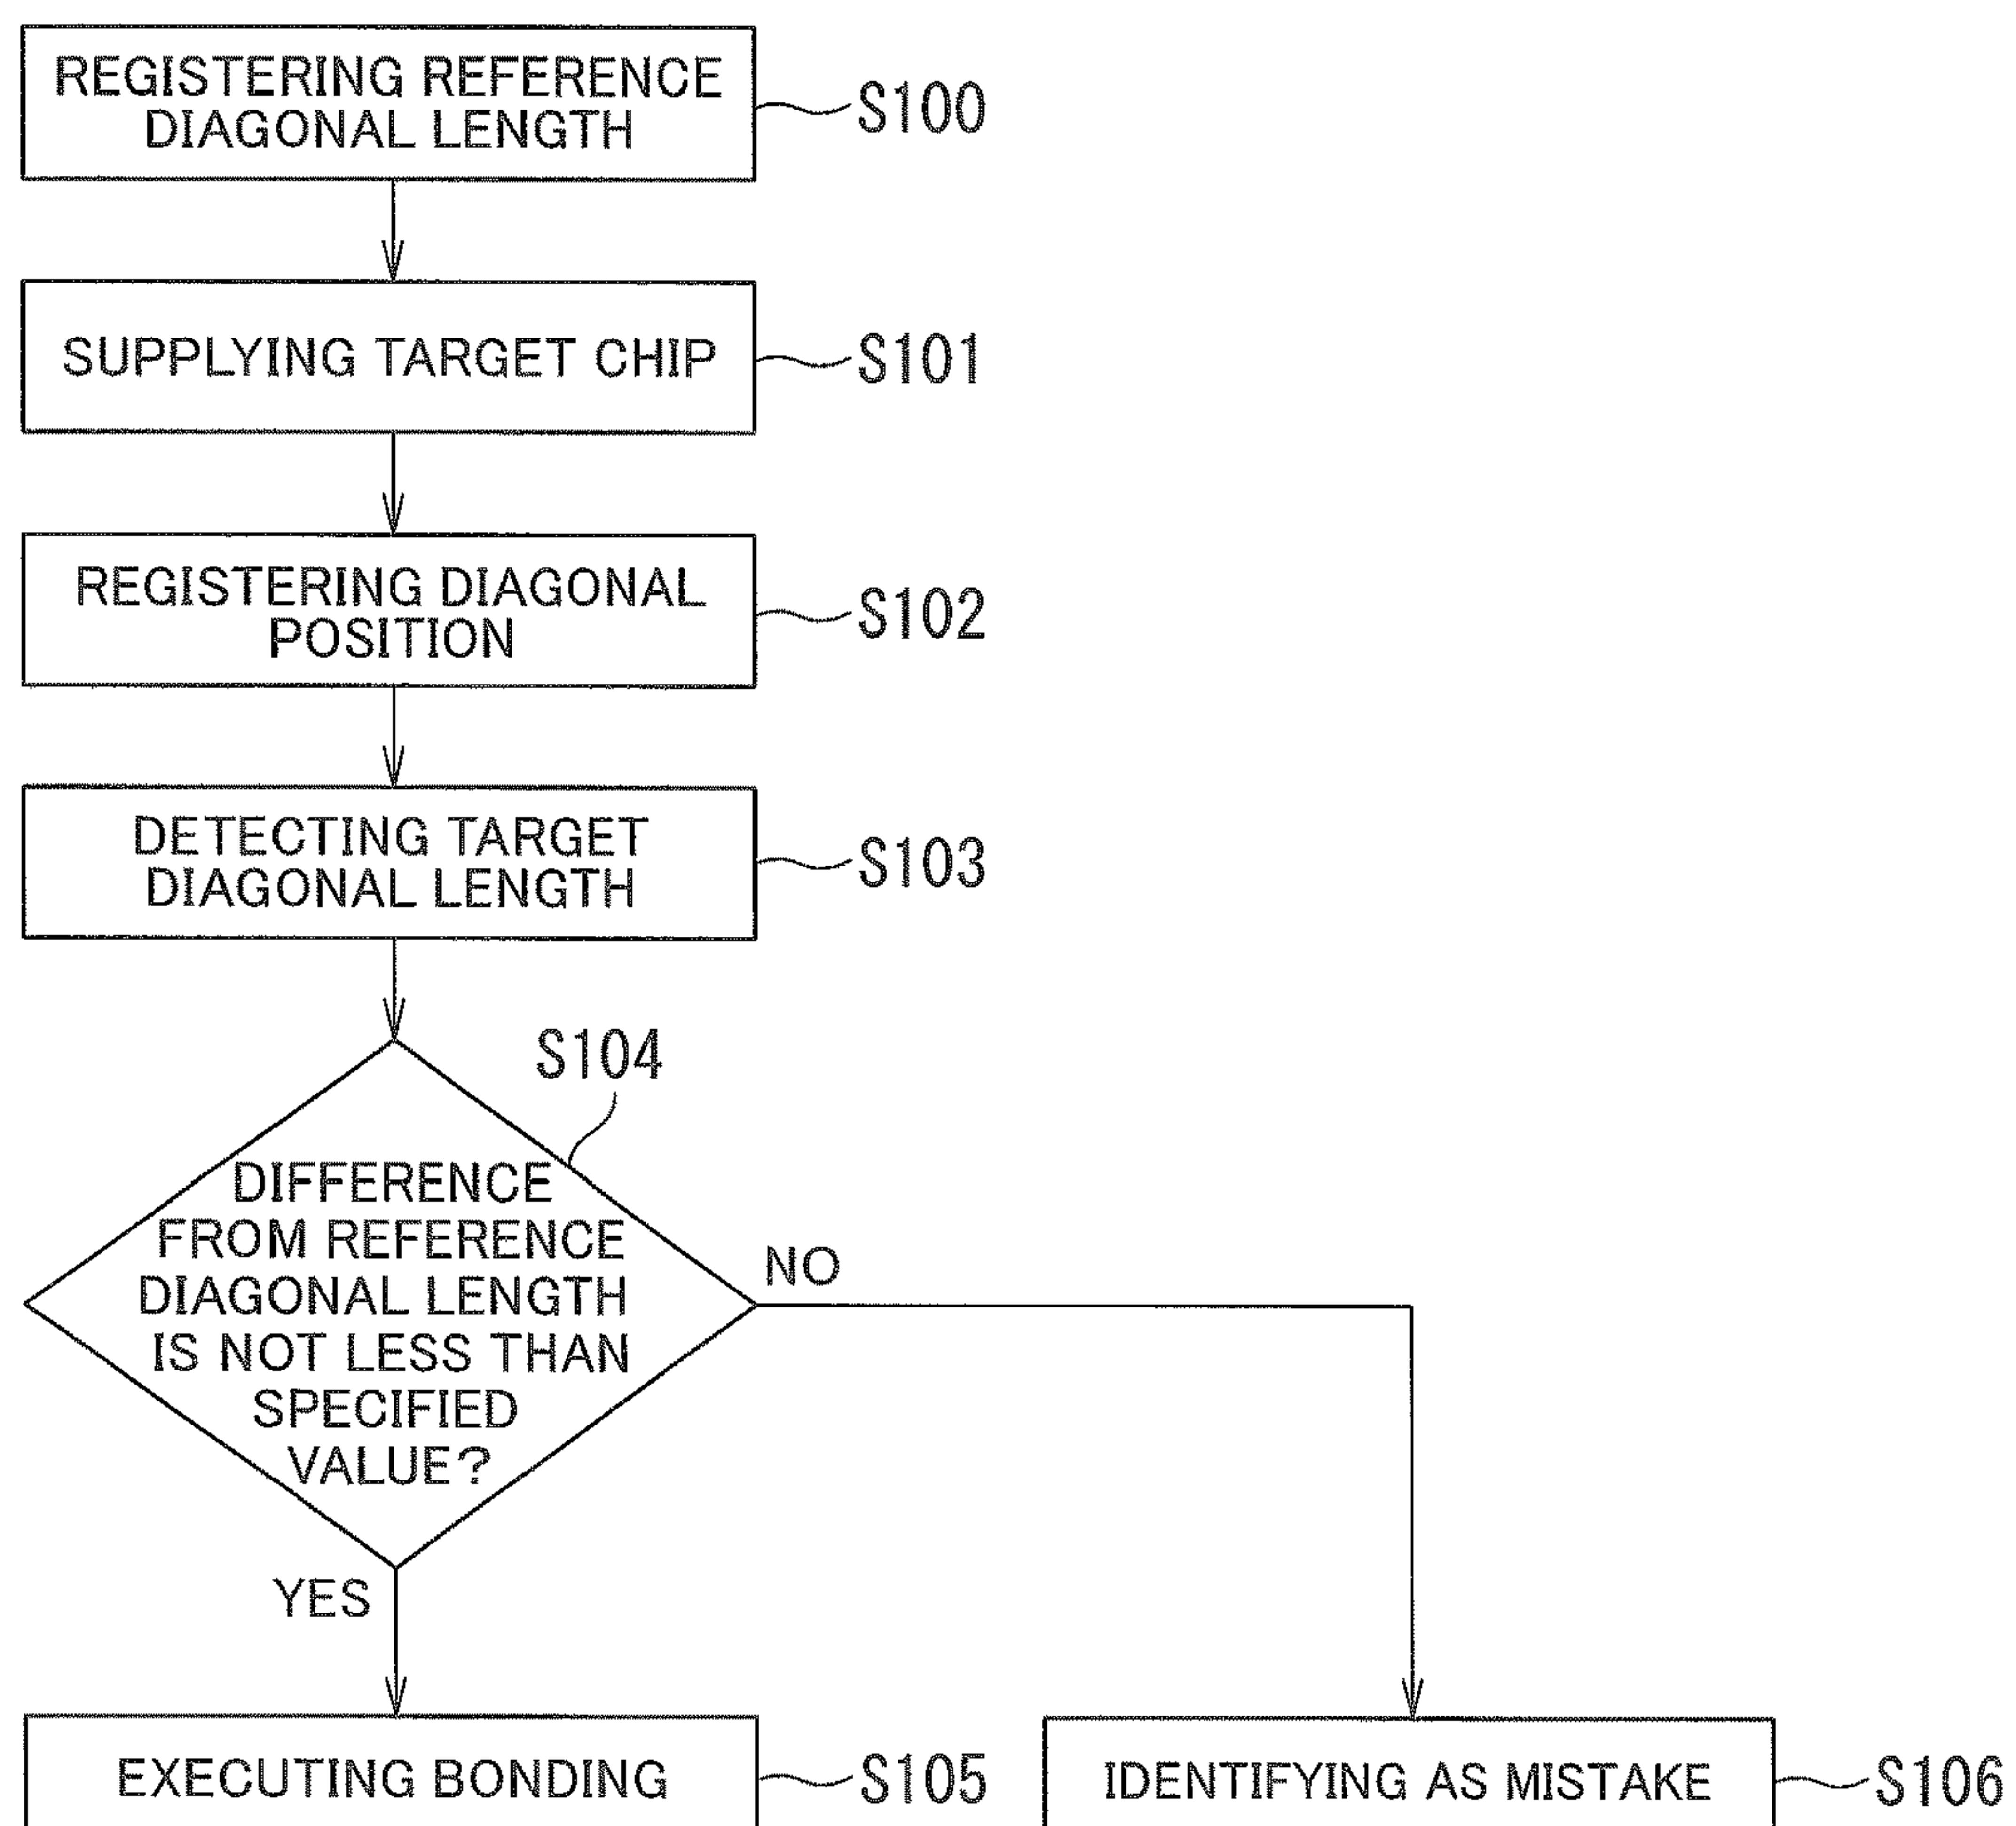 REGISTERING REFERENCE
DIAGONAL LENGTH
S100
SUPPLYING TARGET CHIP
S101
REGISTERING DIAGONAL
POSITION
S102
DETECTING TARGET
DIAGONAL LENGTH
S103
S104
DIFFERENCE
FROM REFERENCE
DIAGONAL LENGTH
IS NOT LESS THAN
SPECIFIED
VALUE?
NO
YES
EXECUTING BONDING
S105
IDENTIFYING AS MISTAKE
S106